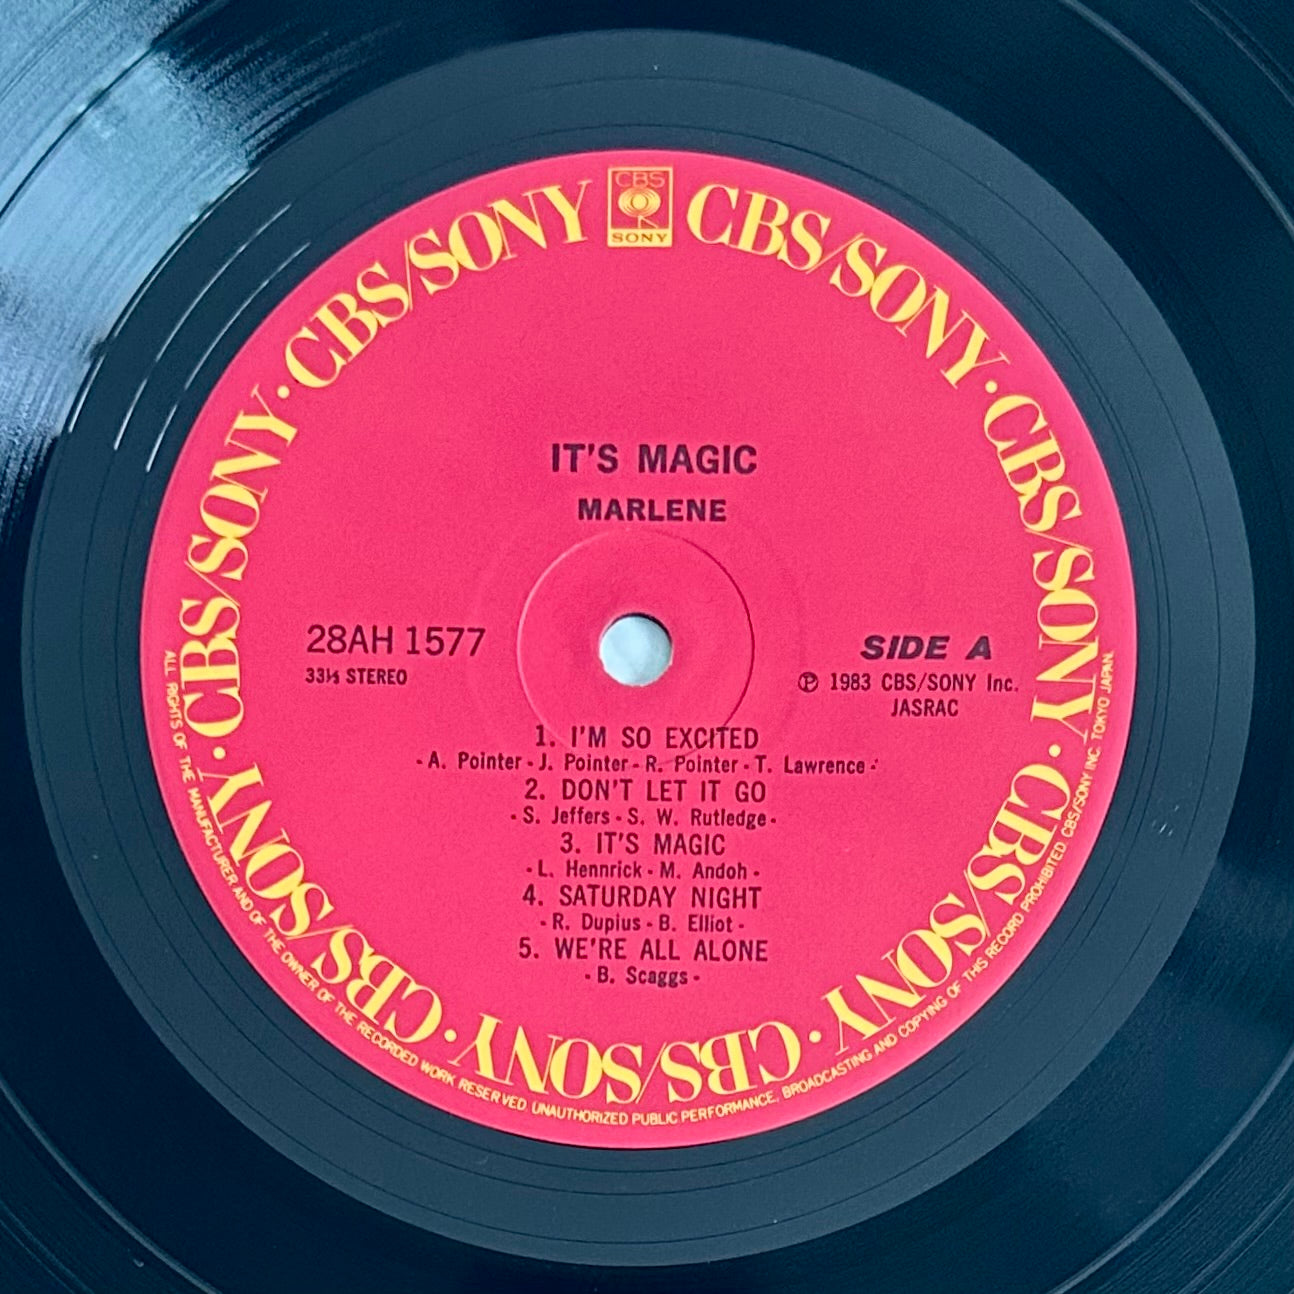 CBS
SONY
CBS/SONY · CBS/SONY · CBS/SONY · CBS/SONY · CBS/SONY · CBS/SONY · CBS/SONY
IT'S MAGIC
MARLENE
28AH 1577
33⅓ STEREO
SIDE A
℗ 1983 CBS/SONY Inc.
JASRAC
1. I'M SO EXCITED
- A. Pointer - J. Pointer - R. Pointer - T. Lawrence -
2. DON'T LET IT GO
- S. Jeffers - S. W. Rutledge -
3. IT'S MAGIC
- L. Hennrick - M. Andoh -
4. SATURDAY NIGHT
- R. Dupius - B. Elliot -
5. WE'RE ALL ALONE
- B. Scaggs -
ALL RIGHTS OF THE MANUFACTURER AND OF THE OWNER OF THE RECORDED WORK RESERVED. UNAUTHORIZED PUBLIC PERFORMANCE, BROADCASTING AND COPYING OF THIS RECORD PROHIBITED CBS/SONY INC. TOKYO JAPAN.